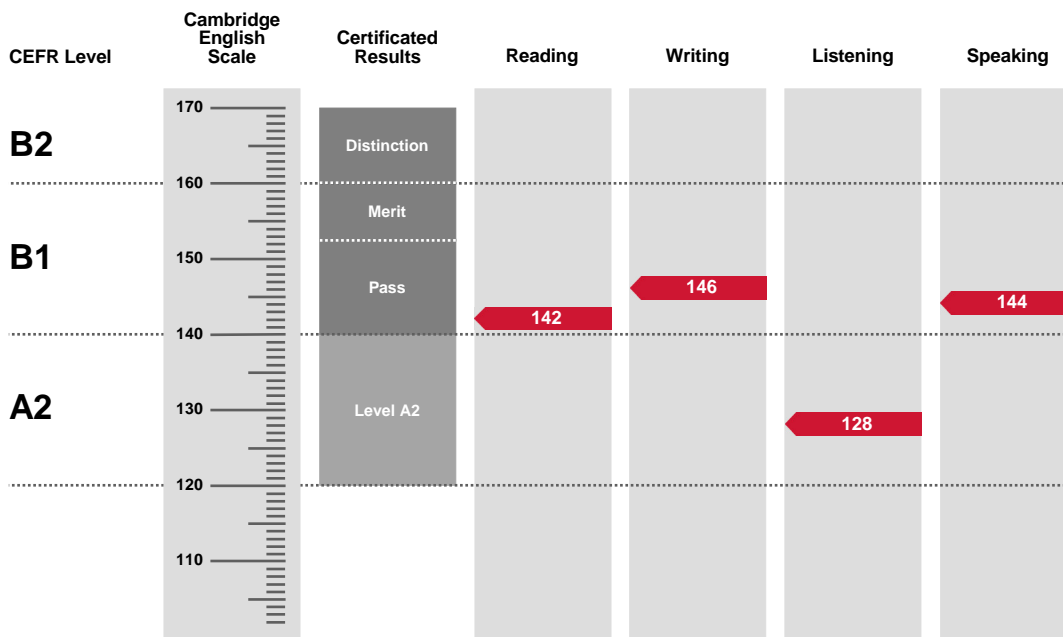 CEFR Level
Cambridge
English
Scale
Certificated
Results
Reading
Writing
Listening
Speaking
170
B2
Distinction
160
Merit
B1
150
Pass
146
144
142
140
A2
130
Level A2
128
120
110